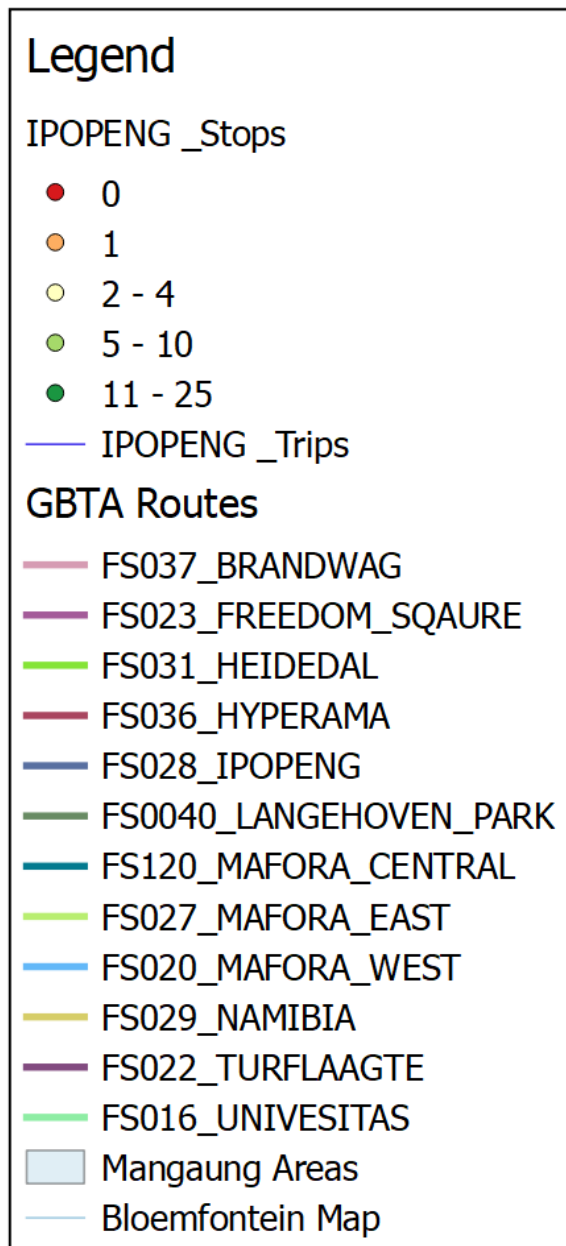 Legend
IPOPENG _Stops
0
1
2 - 4
5 - 10
11 - 25
IPOPENG _Trips
GBTA Routes
FS037_BRANDWAG
FS023_FREEDOM_SQAURE
FS031_HEIDEDAL
FS036_HYPERAMA
FS028_IPOPENG
FS0040_LANGEHOVEN_PARK
FS120_MAFORA_CENTRAL
FS027_MAFORA_EAST
FS020_MAFORA_WEST
FS029_NAMIBIA
FS022_TURFLAAGTE
FS016_UNIVESITAS
Mangaung Areas
Bloemfontein Map